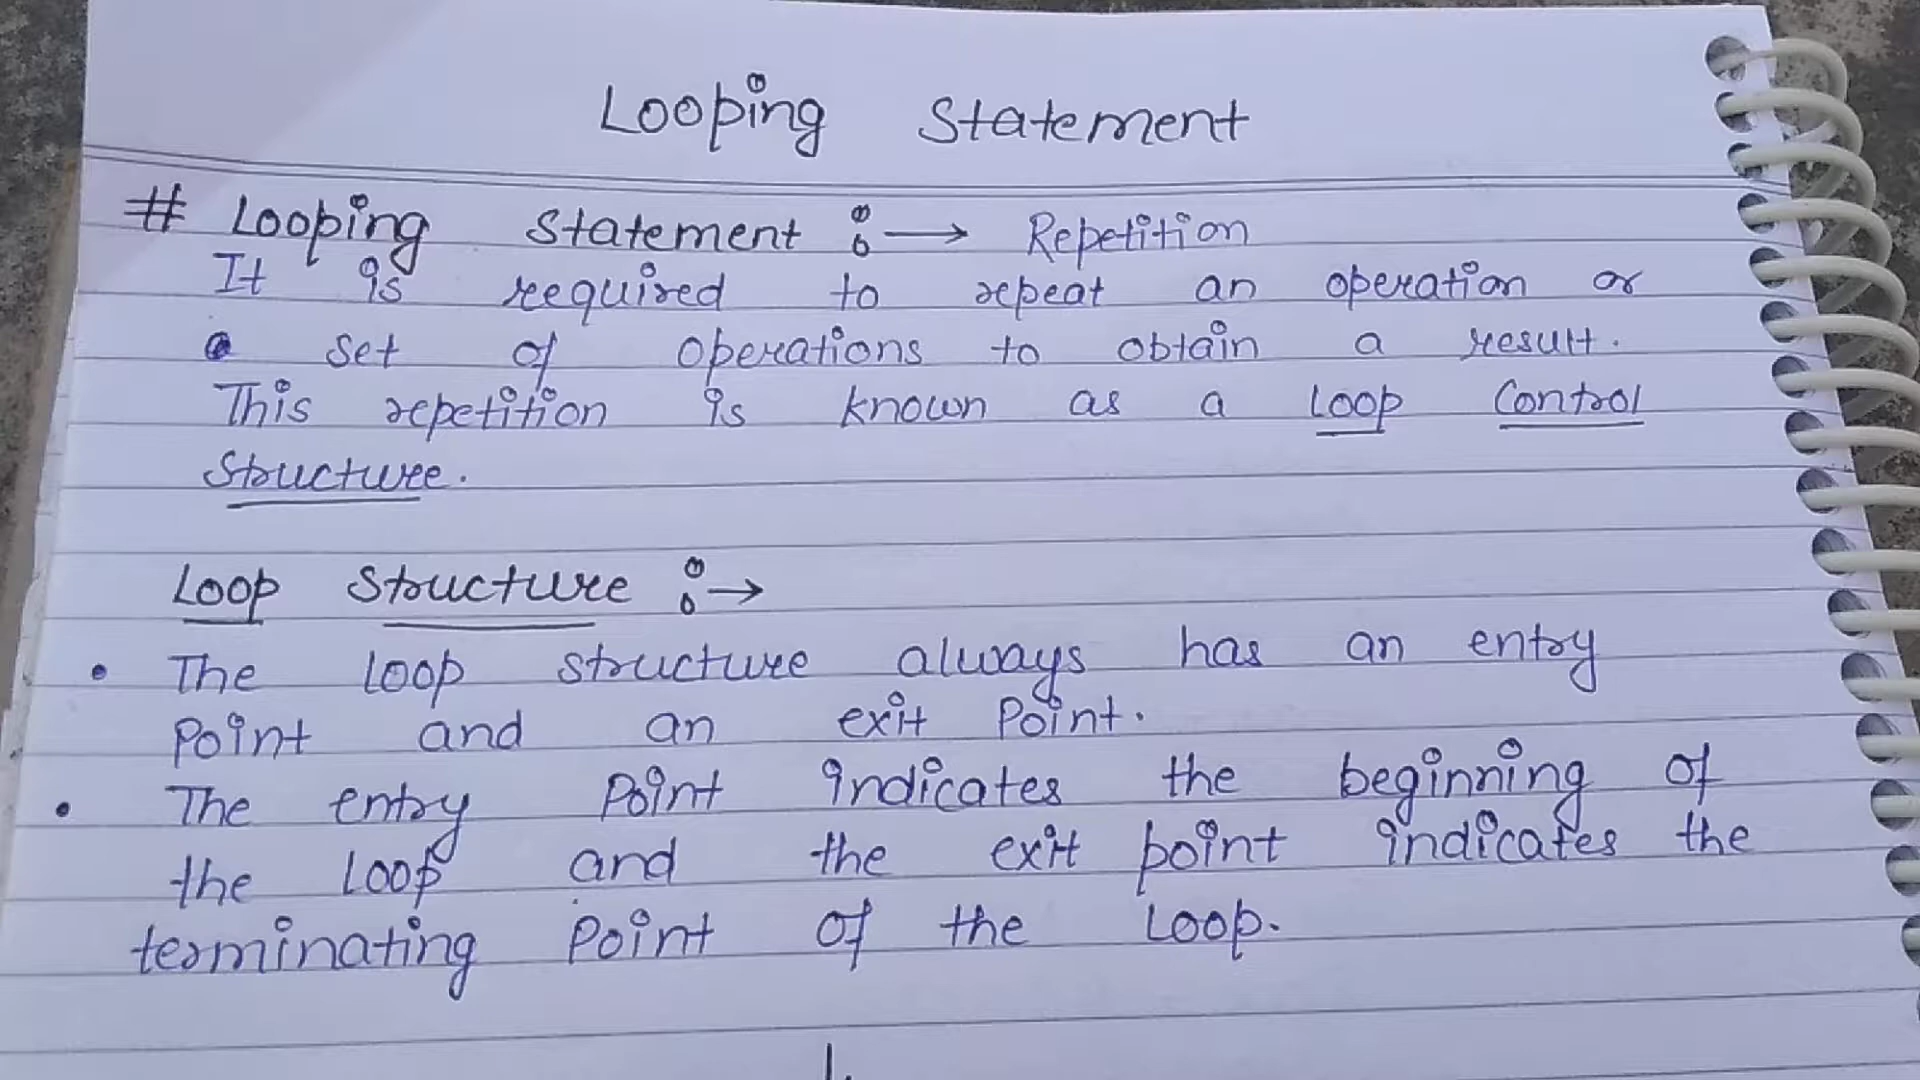 Looping Statement
# Looping Statement :→ Repetition
It is required to repeat an operation or
a set of operations to obtain a result.
This repetition is known as a Loop Control
Structure.
Loop Structure :→
• The loop structure always has an entry
Point and an exit Point.
• The entry Point indicates the beginning of
the loop and the exit point indicates the
terminating Point of the Loop.